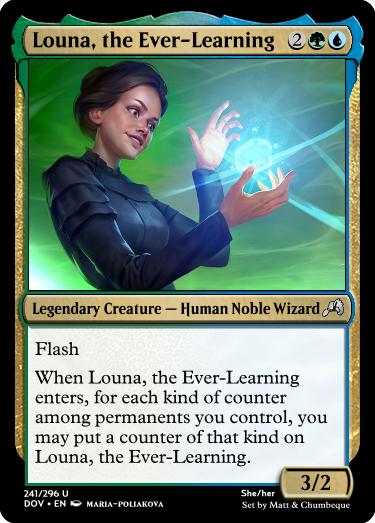 Louna, the Ever-Learning 2
Legendary Creature — Human Noble Wizard
Flash
When Louna, the Ever-Learning
enters, for each kind of counter
among permanents you control, you
may put a counter of that kind on
Louna, the Ever-Learning.
3/2
241/296 U
She/her
DOV • EN MARIA-POLIAKOVA
Set by Matt & Chumbeque